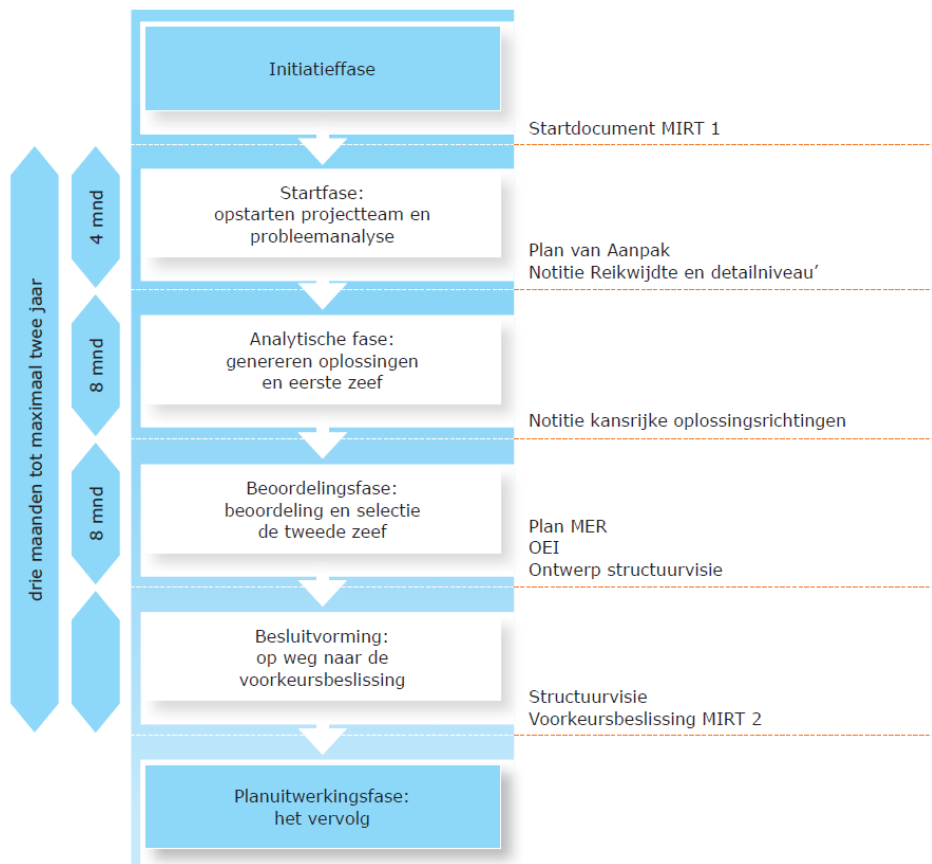 Initiatieffase
Startdocument MIRT 1
drie maanden tot maximaal twee jaar
4 mnd
Startfase:
opstarten projectteam en
probleemanalyse
Plan van Aanpak
Notitie Reikwijdte en detailniveau’
8 mnd
Analytische fase:
genereren oplossingen
en eerste zeef
Notitie kansrijke oplossingsrichtingen
8 mnd
Beoordelingsfase:
beoordeling en selectie
de tweede zeef
Plan MER
OEI
Ontwerp structuurvisie
Besluitvorming:
op weg naar de
voorkeursbeslissing
Structuurvisie
Voorkeursbeslissing MIRT 2
Planuitwerkingsfase:
het vervolg